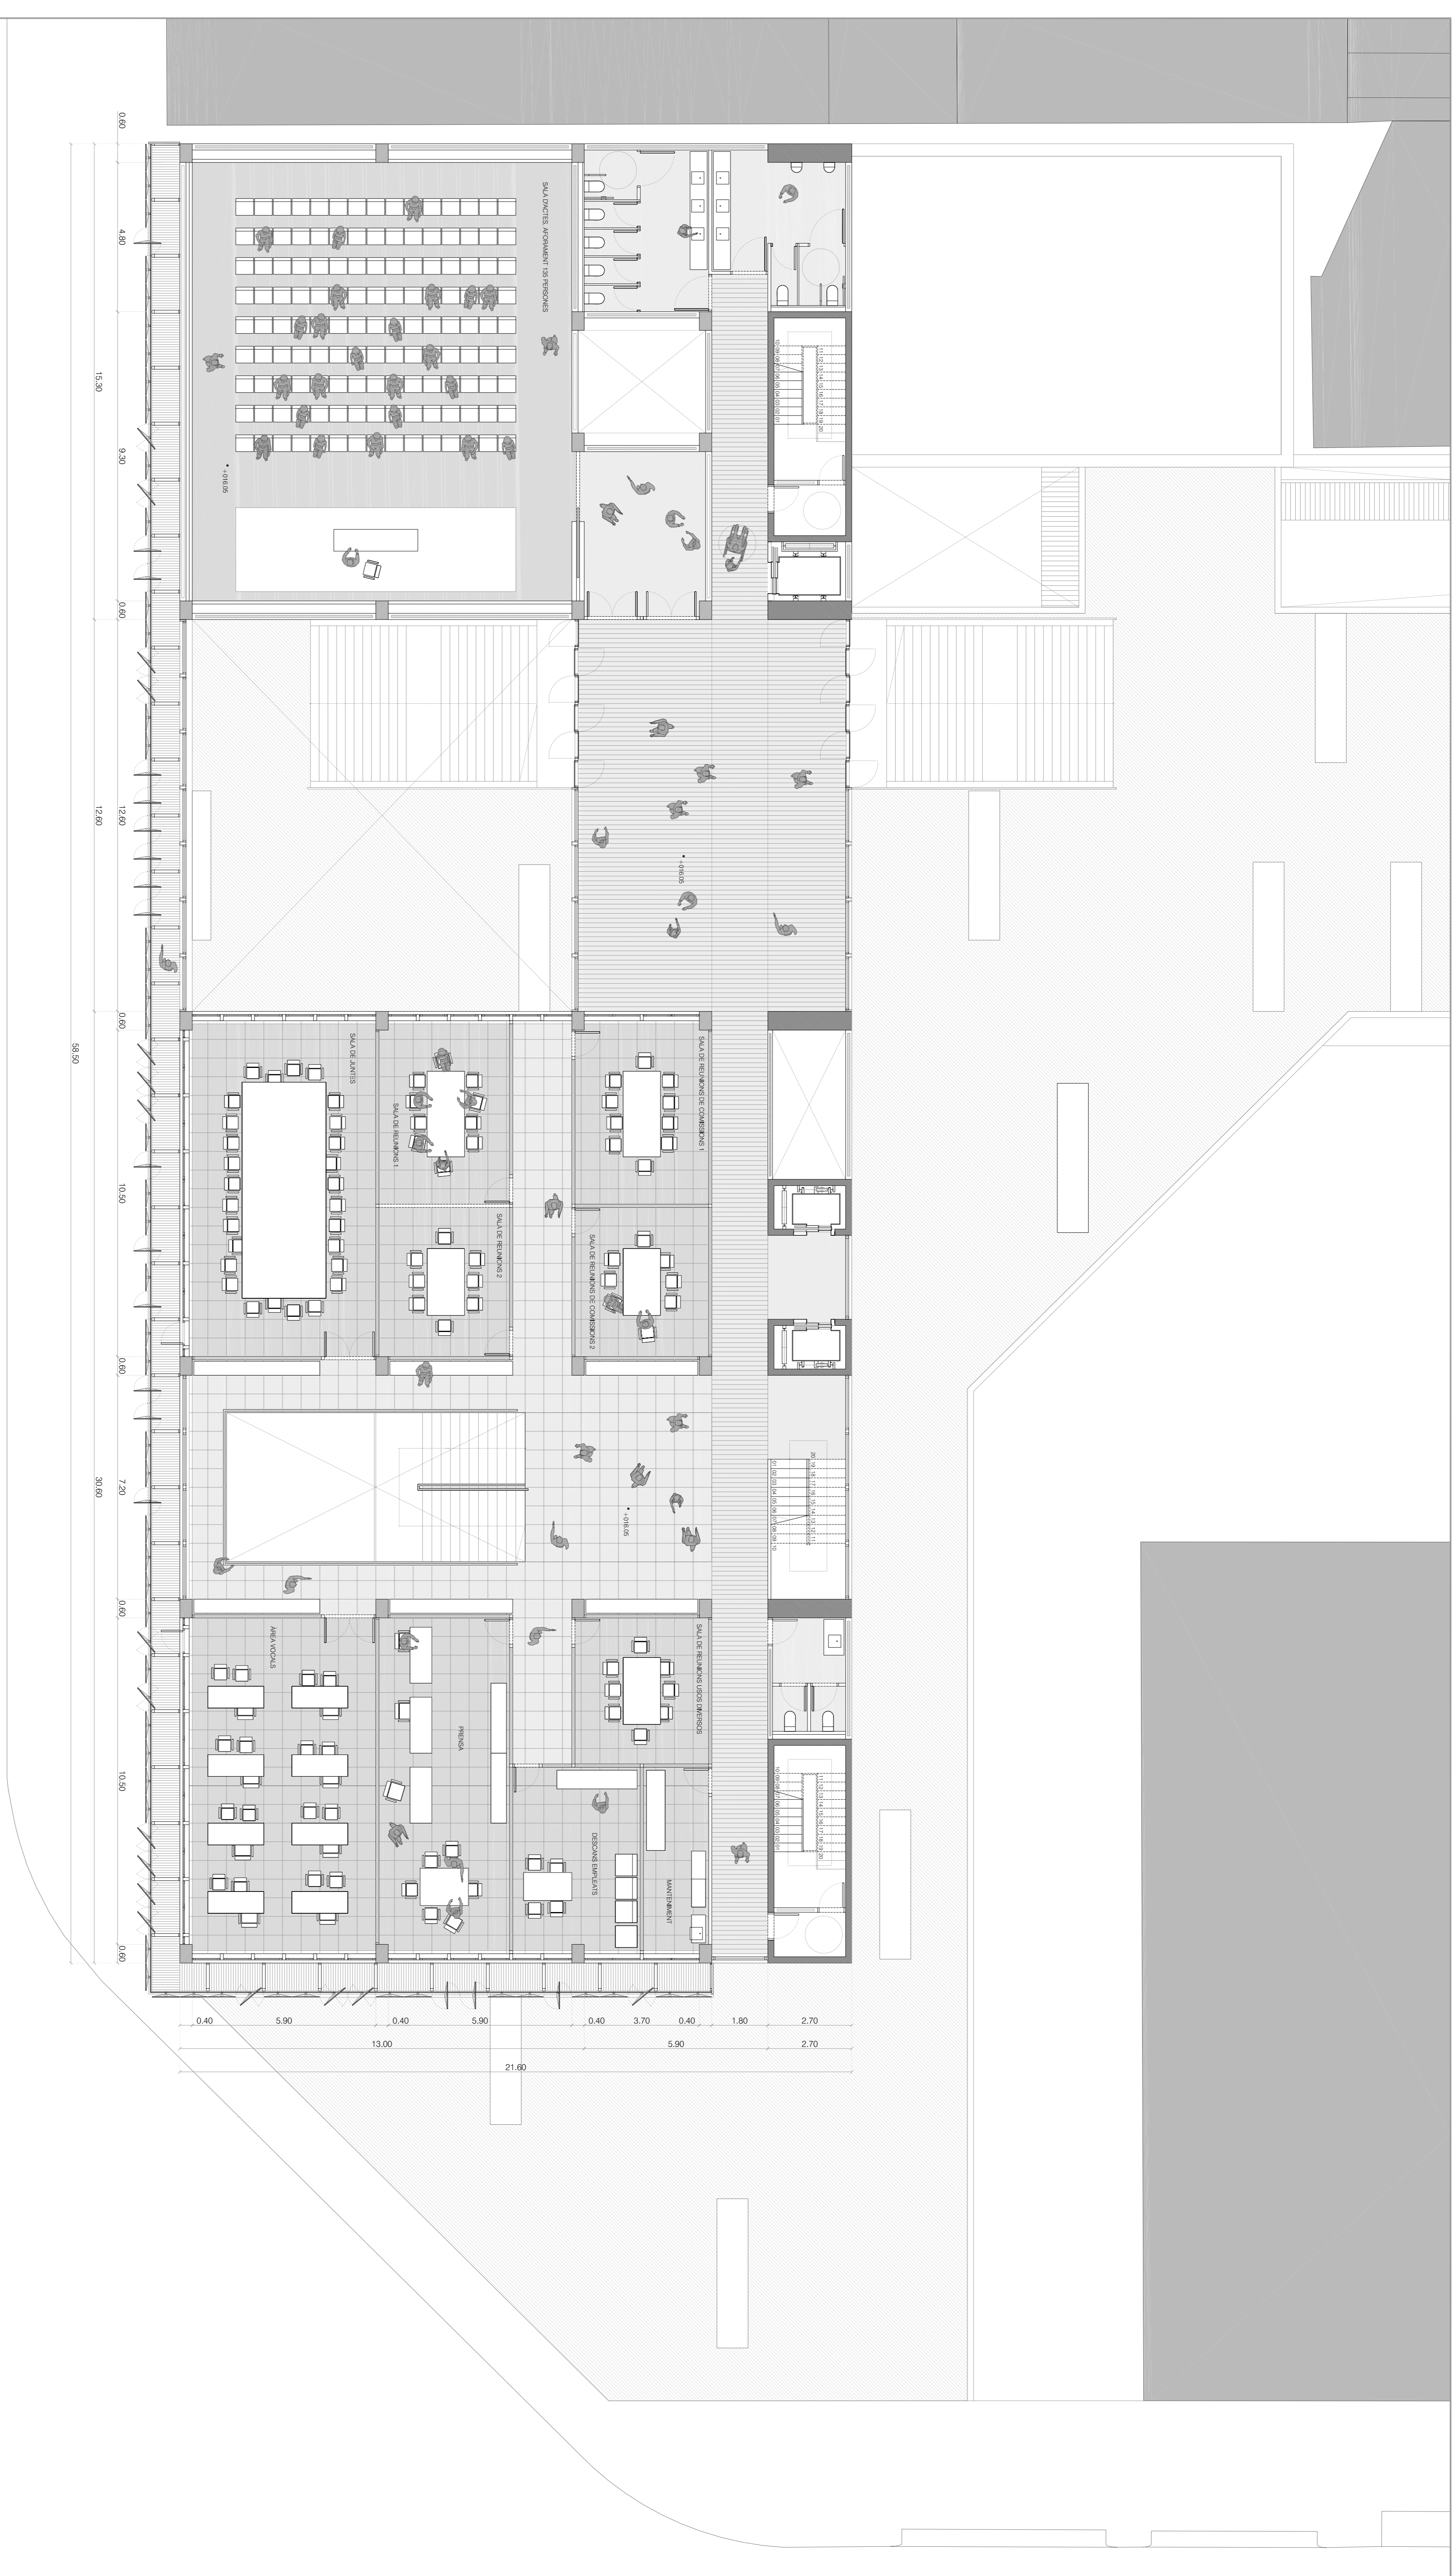 SALA D'ACTES. AFORAMENT 135 PERSONES
+016.05
+016.05
SALA DE JUNTES
SALA DE REUNIONS 1
SALA DE REUNIONS DE COMISSIONS 1
SALA DE REUNIONS 2
SALA DE REUNIONS DE COMISSIONS 2
+016.05
ÀREA VOCALS
PRENSA
SALA DE REUNIONS USOS DIVERSOS
DESCANS EMPLEATS
MANTENIMENT
0.60
4.80
9.30
0.60
12.60
0.60
10.50
0.60
7.20
0.60
10.50
0.60
15.30
12.60
30.60
58.50
0.40
5.90
0.40
5.90
0.40
3.70
0.40
1.80
2.70
13.00
5.90
2.70
21.60